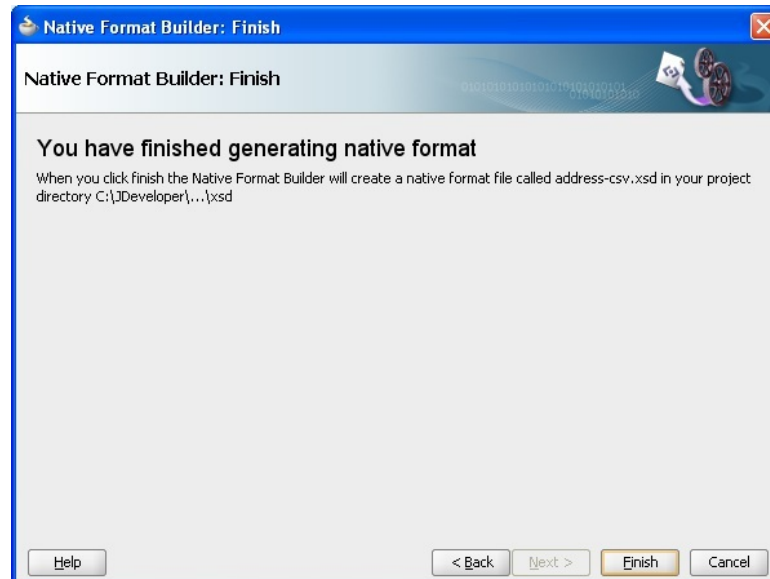 Native Format Builder: Finish
Native Format Builder: Finish
You have finished generating native format
When you click finish the Native Format Builder will create a native format file called address-csv.xsd in your project
directory C:\JDeveloper\...\xsd
Help
< Back
Next >
Finish
Cancel